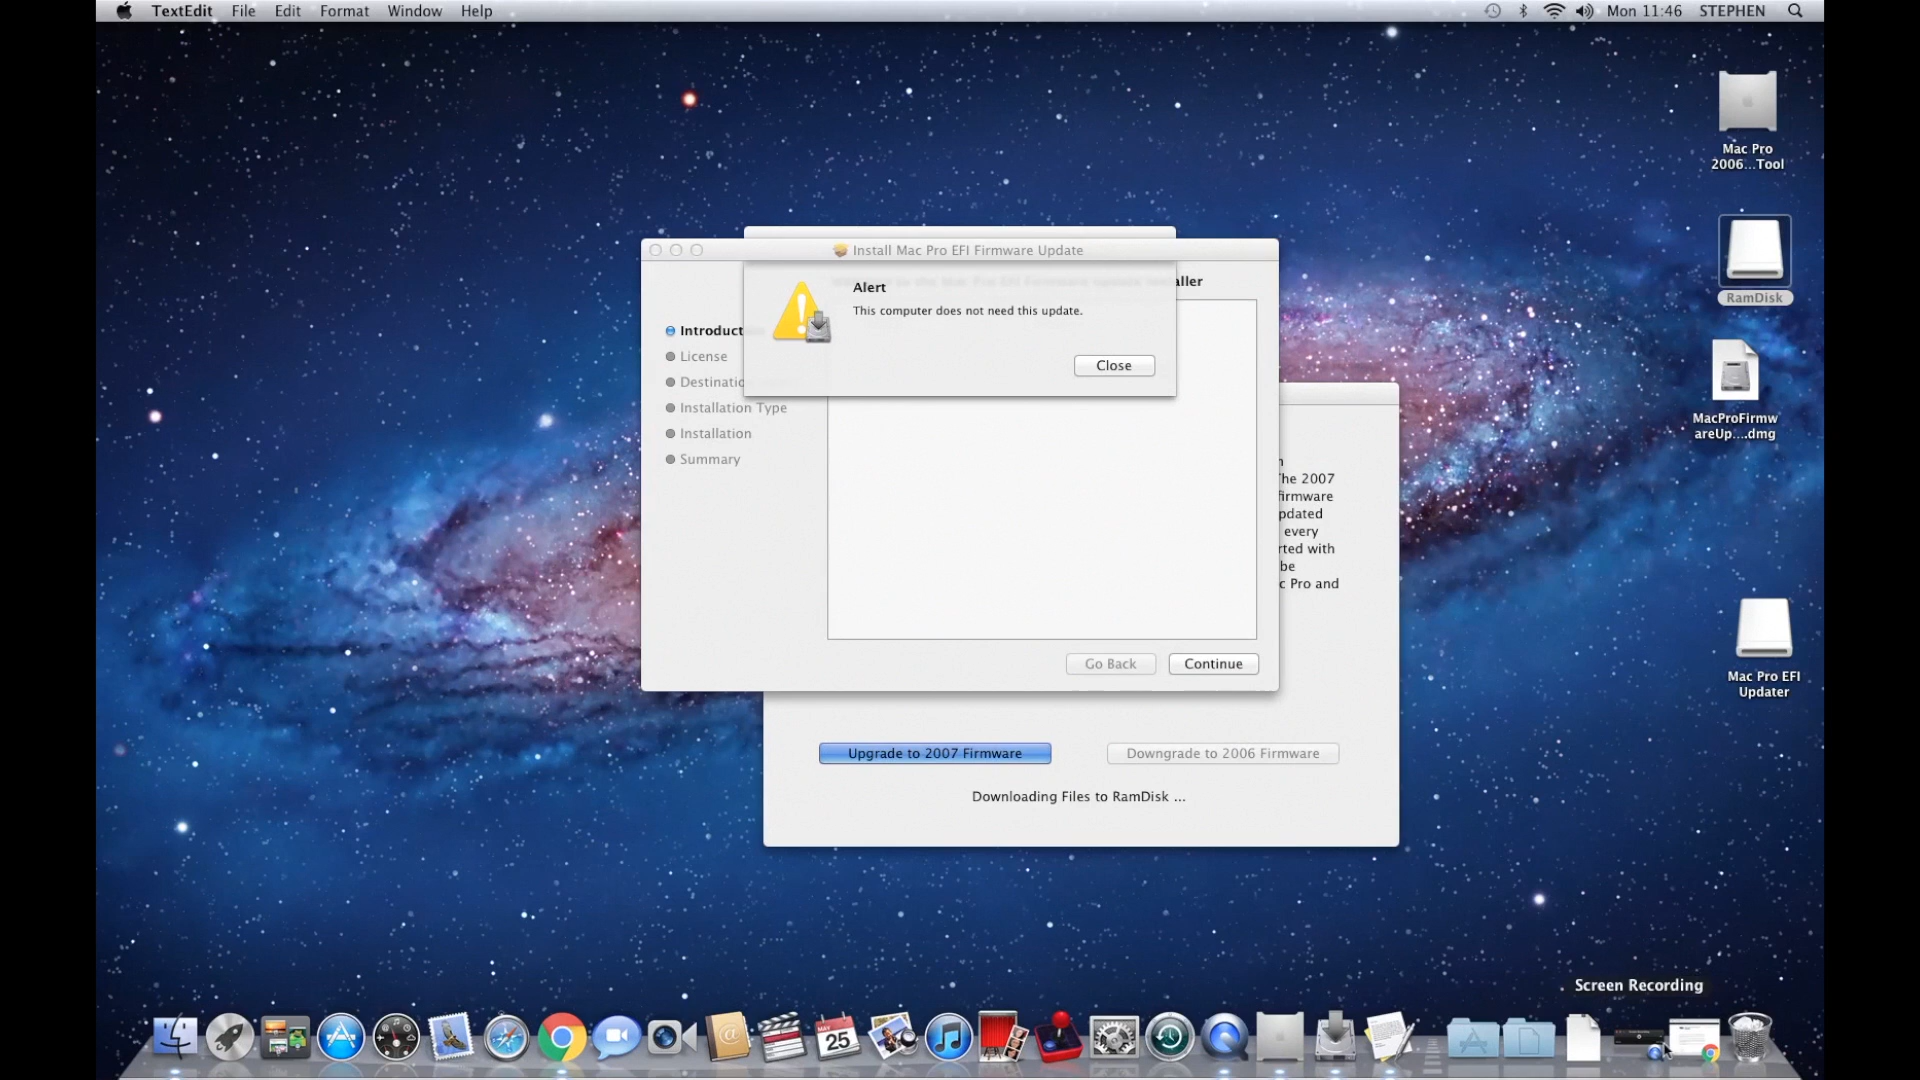 TextEdit File Edit Format Window Help Mon 11:46 STEPHEN
Mac Pro
2006...Tool
RamDisk
MacProFirmw
areUp....dmg
Mac Pro EFI
Updater
Install Mac Pro EFI Firmware Update
aller
Alert
This computer does not need this update.
Close
Introduct
License
Destinatio
Installation Type
Installation
Summary
Go Back Continue
n
The 2007
firmware
pdated
every
rted with
be
c Pro and
Upgrade to 2007 Firmware Downgrade to 2006 Firmware
Downloading Files to RamDisk ...
Screen Recording
MAY
25